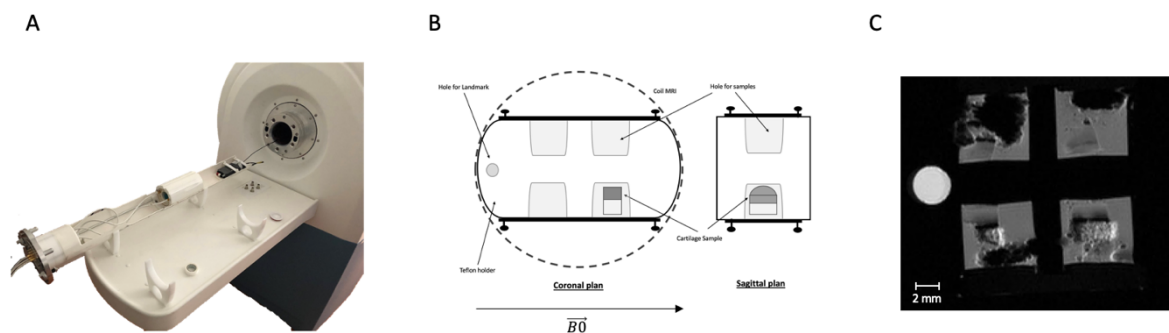 A
B
C
Hole for Landmark
Coil MRI
Hole for samples
Teflon holder
Cartilage Sample
Coronal plan
Sagittal plan
B0
2 mm